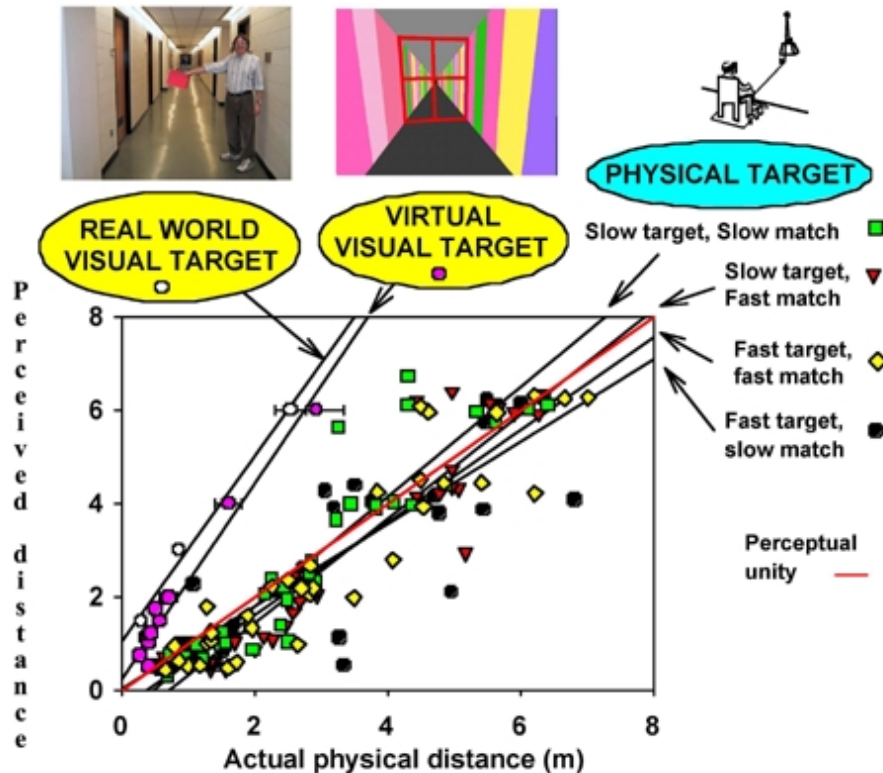 PHYSICAL TARGET
REAL WORLD
VISUAL TARGET
VIRTUAL
VISUAL TARGET
Slow target, Slow match
Slow target,
Fast match
Fast target,
fast match
Fast target,
slow match
Perceptual
unity
Perceived distance
8
6
4
2
0
0 2 4 6 8
Actual physical distance (m)